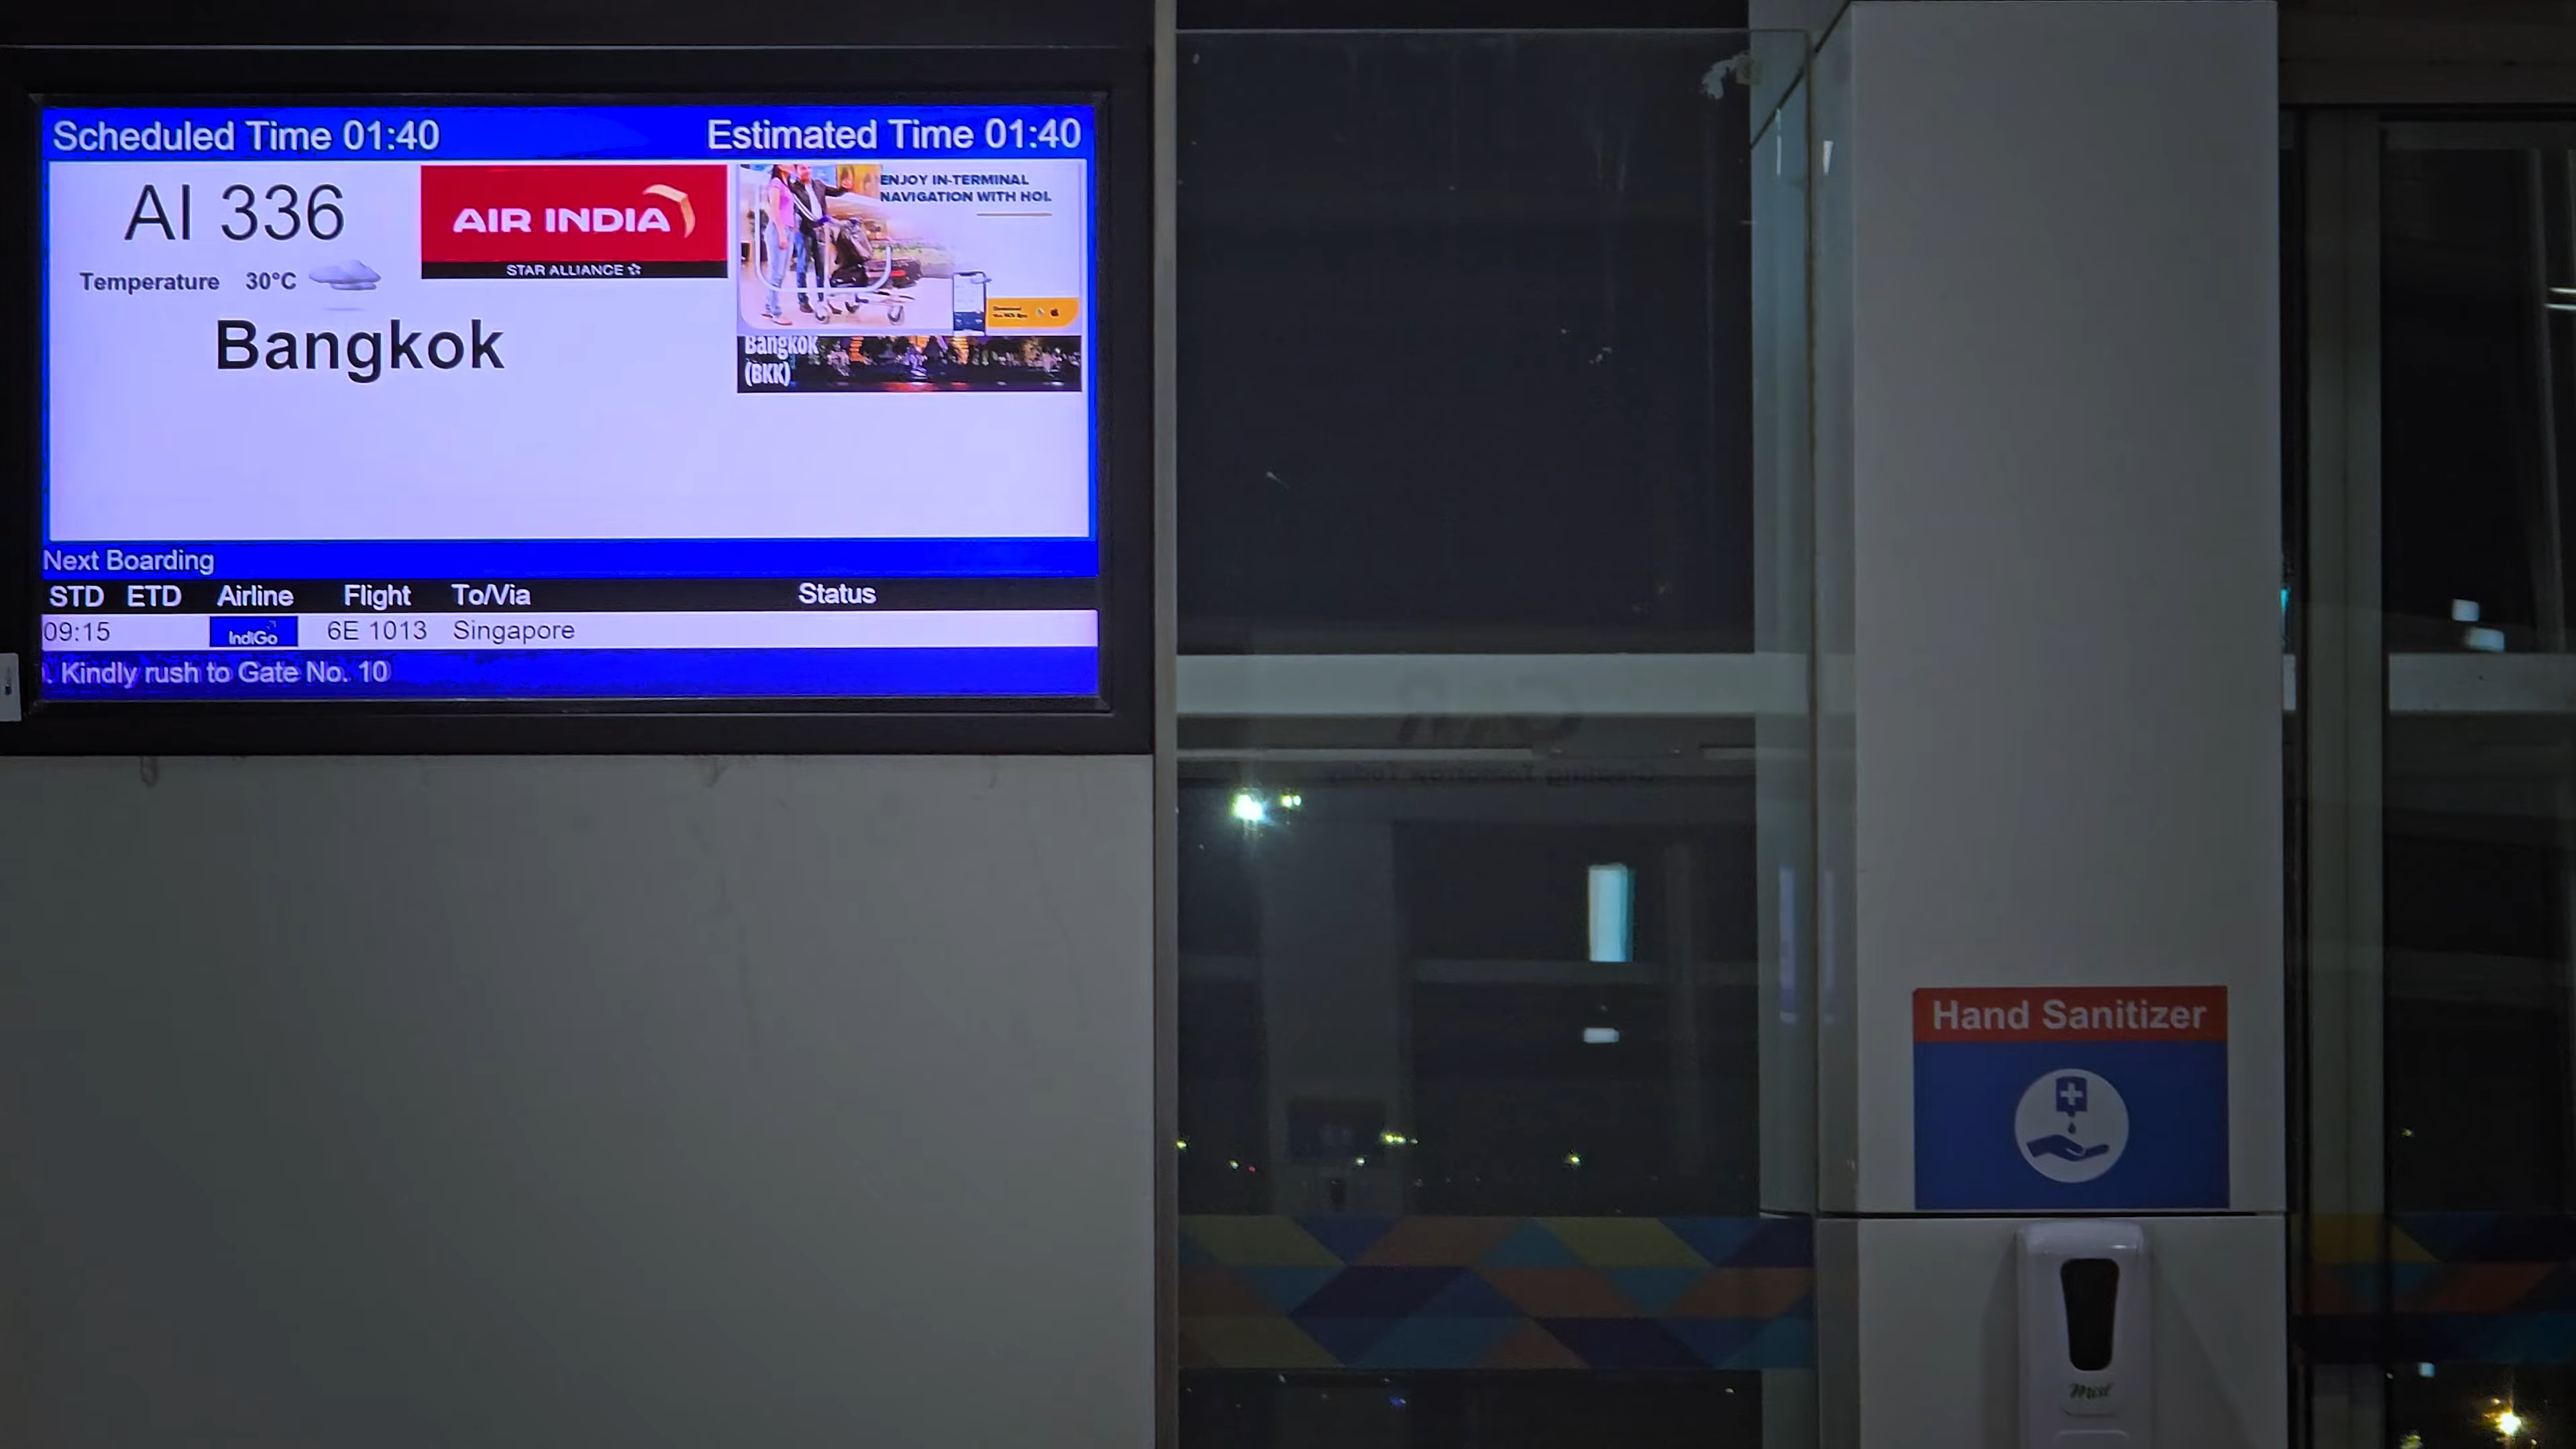 Scheduled Time 01:40
Estimated Time 01:40
AI 336
AIR INDIA
STAR ALLIANCE
ENJOY IN-TERMINAL
NAVIGATION WITH HOI.
Temperature 30°C
Bangkok
Bangkok
(BKK)
Next Boarding
STD ETD Airline Flight To/Via Status
09:15 IndiGo 6E 1013 Singapore
. Kindly rush to Gate No. 10
Hand Sanitizer
Mist